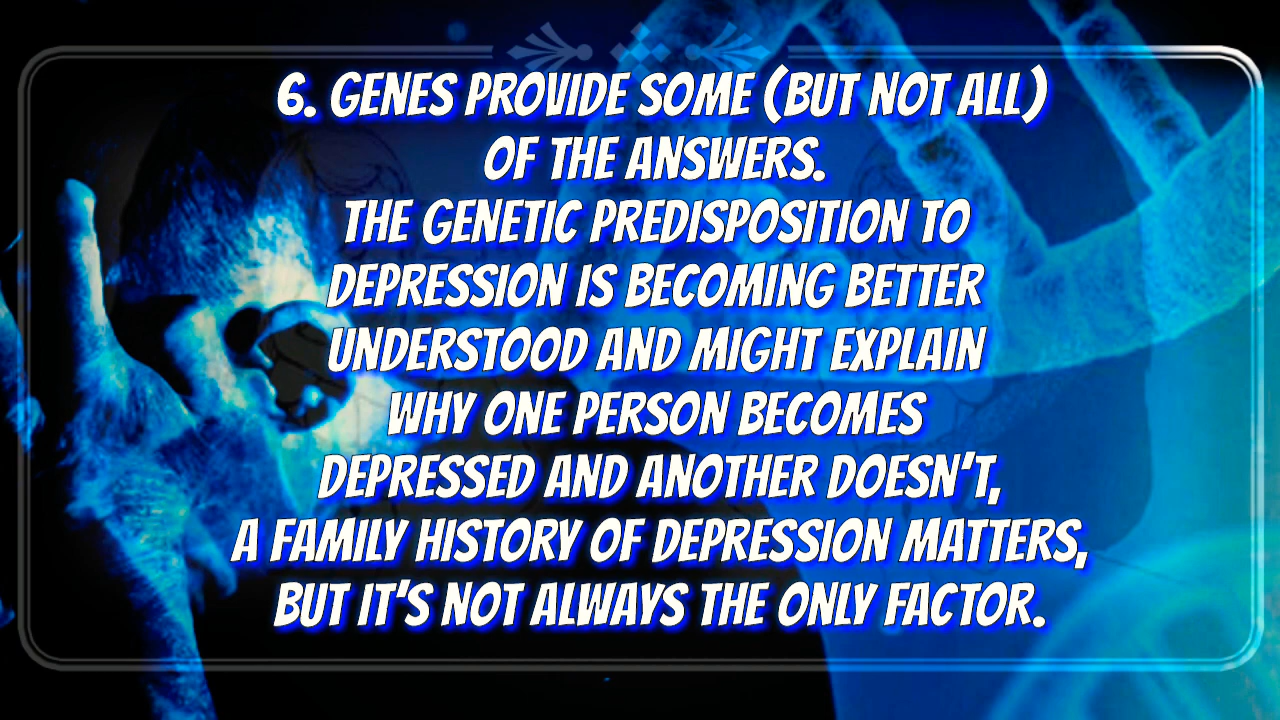 6. GENES PROVIDE SOME (BUT NOT ALL)
OF THE ANSWERS.
THE GENETIC PREDISPOSITION TO
DEPRESSION IS BECOMING BETTER
UNDERSTOOD AND MIGHT EXPLAIN
WHY ONE PERSON BECOMES
DEPRESSED AND ANOTHER DOESN'T,
A FAMILY HISTORY OF DEPRESSION MATTERS,
BUT IT'S NOT ALWAYS THE ONLY FACTOR.